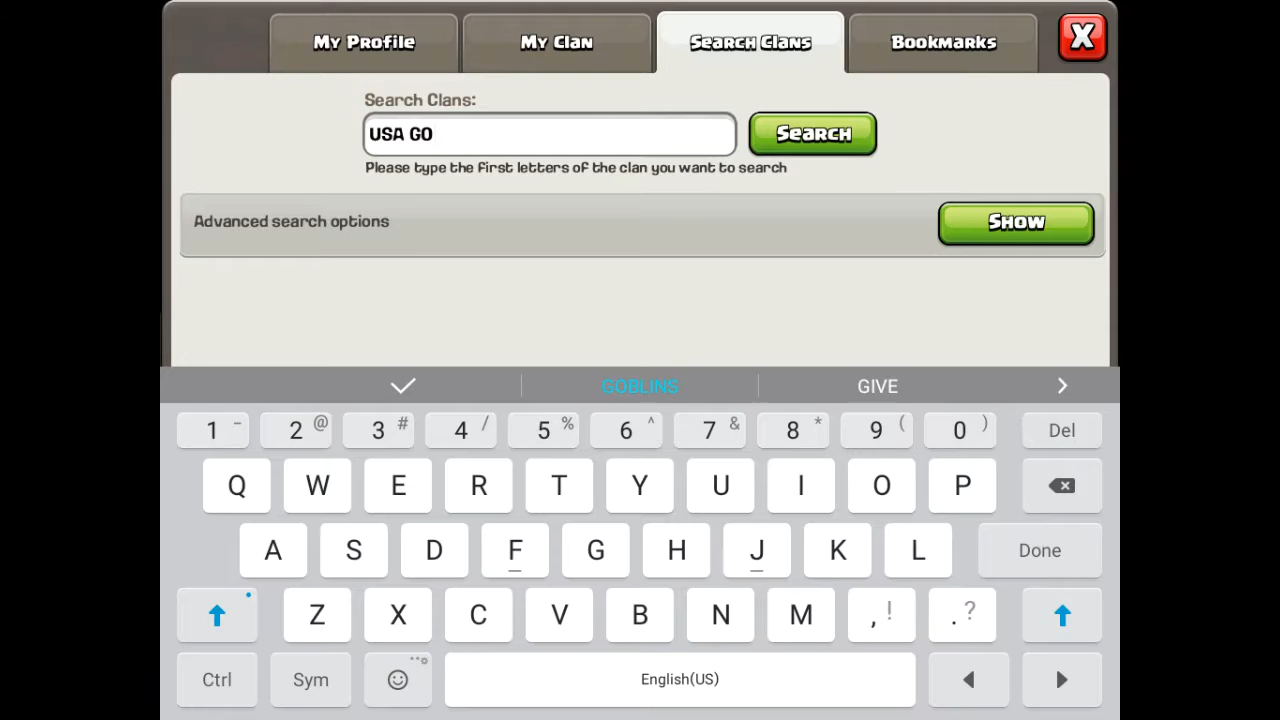 My Profile My Clan Search Clans Bookmarks X
Search Clans:
USA GO Search
Please type the first letters of the clan you want to search
Advanced search options Show
GOBLINS GIVE
1 - 2 @ 3 # 4 / 5 % 6 ^ 7 & 8 * 9 ( 0 ) Del
Q W E R T Y U I O P
A S D F G H J K L Done
Z X C V B N M , ! . ?
Ctrl Sym English(US)